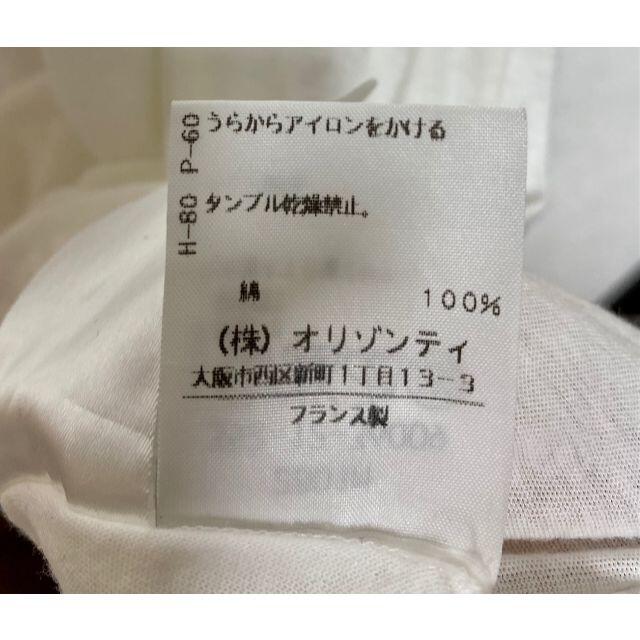 P-60 うらからアイロンをかける
H-80 タンブル乾燥禁止。
綿 100%
(株) オリゾンティ
大阪市西区新町1丁目13-3
フランス製